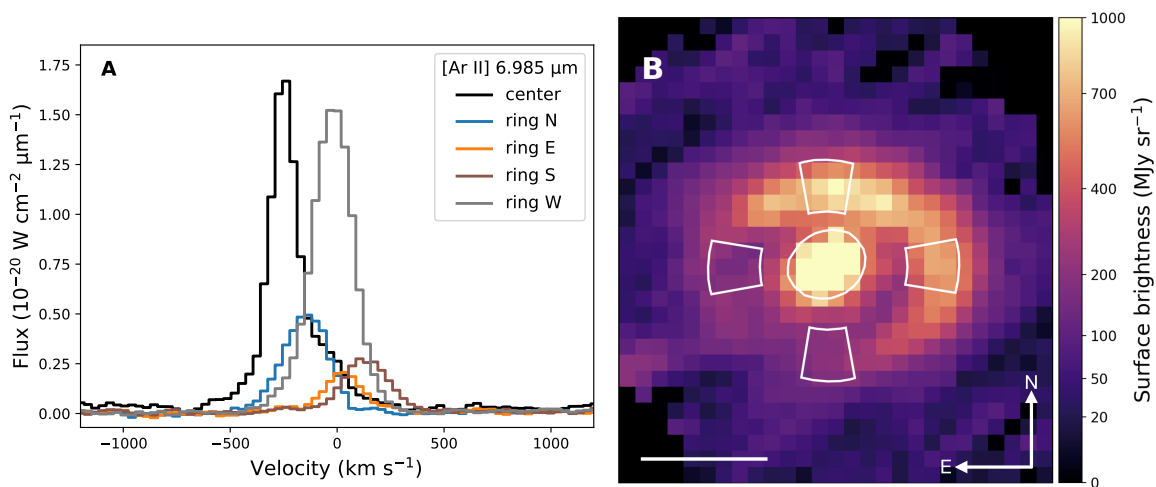 A
[Ar II] 6.985 μm
center
ring N
ring E
ring S
ring W
1.75
1.50
1.25
1.00
0.75
0.50
0.25
0.00
Flux (10⁻²⁰ W cm⁻² μm⁻¹)
−1000
−500
0
500
1000
Velocity (km s⁻¹)
B
N
E
1000
700
400
200
100
50
20
0
Surface brightness (MJy sr⁻¹)